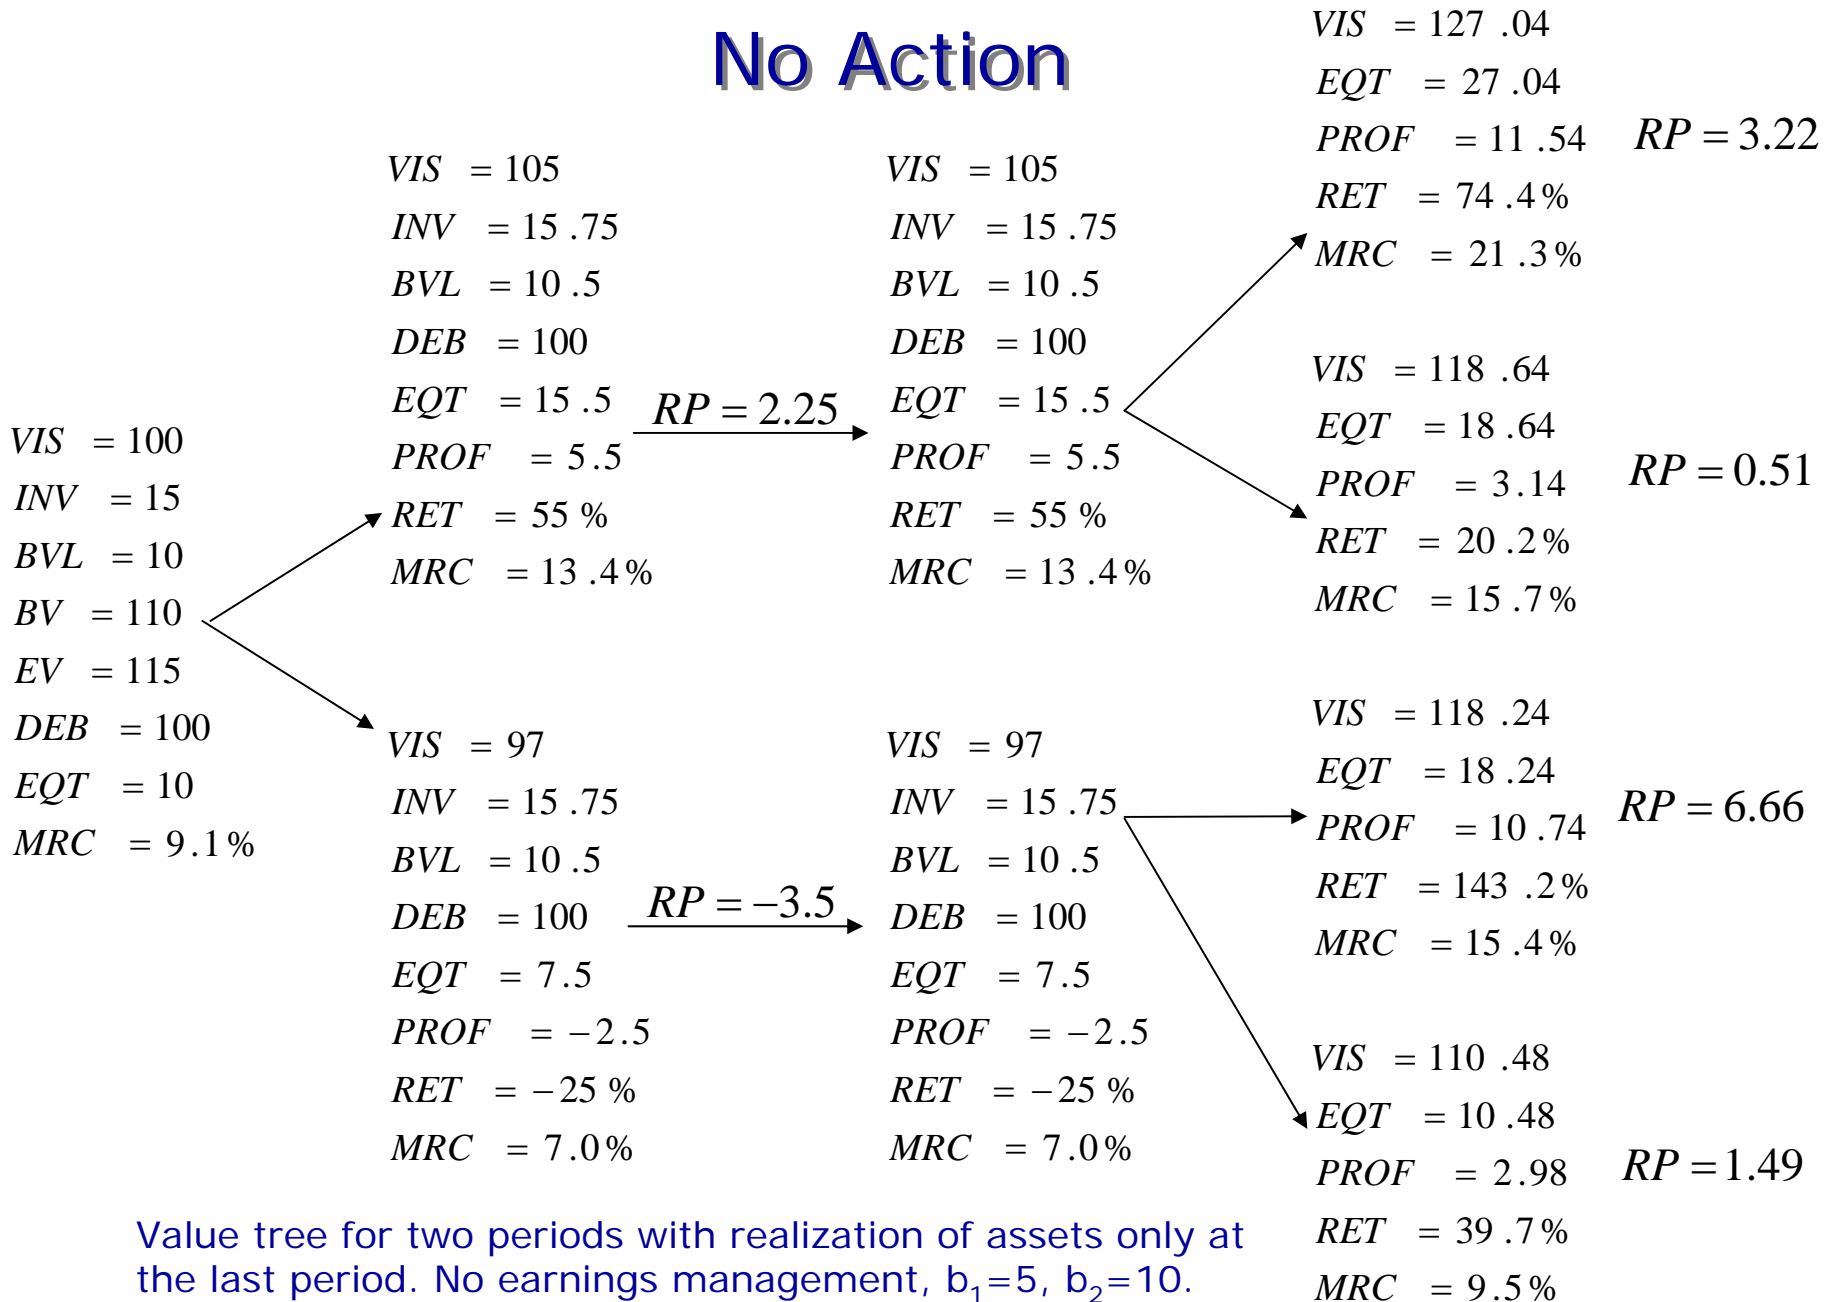 No Action
VIS = 100
INV = 15
BVL = 10
BV = 110
EV = 115
DEB = 100
EQT = 10
MRC = 9.1%
VIS = 105
INV = 15.75
BVL = 10.5
DEB = 100
EQT = 15.5
PROF = 5.5
RET = 55 %
MRC = 13.4%
RP = 2.25
VIS = 105
INV = 15.75
BVL = 10.5
DEB = 100
EQT = 15.5
PROF = 5.5
RET = 55 %
MRC = 13.4%
VIS = 127.04
EQT = 27.04
PROF = 11.54
RET = 74.4%
MRC = 21.3%
RP = 3.22
VIS = 118.64
EQT = 18.64
PROF = 3.14
RET = 20.2%
MRC = 15.7%
RP = 0.51
VIS = 97
INV = 15.75
BVL = 10.5
DEB = 100
EQT = 7.5
PROF = −2.5
RET = −25 %
MRC = 7.0%
RP = −3.5
VIS = 97
INV = 15.75
BVL = 10.5
DEB = 100
EQT = 7.5
PROF = −2.5
RET = −25 %
MRC = 7.0%
VIS = 118.24
EQT = 18.24
PROF = 10.74
RET = 143.2%
MRC = 15.4%
RP = 6.66
VIS = 110.48
EQT = 10.48
PROF = 2.98
RET = 39.7%
MRC = 9.5%
RP = 1.49
Value tree for two periods with realization of assets only at
the last period. No earnings management, b₁=5, b₂=10.